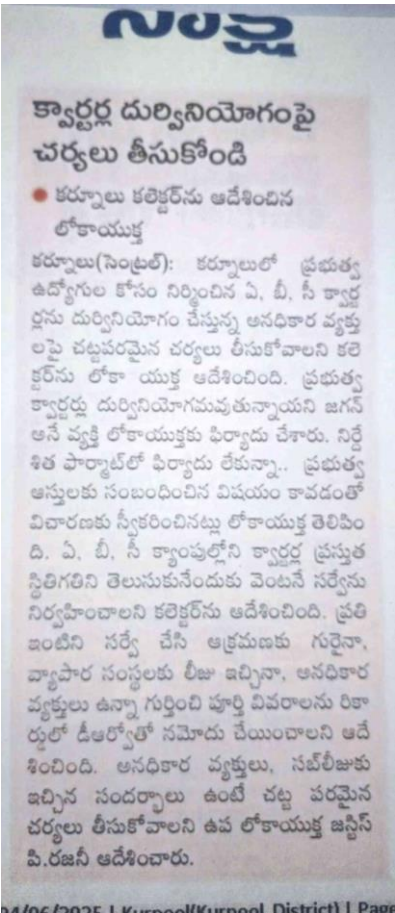 సాక్షి
క్వార్టర్ల దుర్వినియోగంపై
చర్యలు తీసుకోండి
● కర్నూలు కలెక్టర్‌ను ఆదేశించిన
లోకాయుక్త
కర్నూలు(సెంట్రల్): కర్నూలులో ప్రభుత్వ
ఉద్యోగుల కోసం నిర్మించిన ఏ, బీ, సీ క్వార్ట
ర్లను దుర్వినియోగం చేస్తున్న అనధికార వ్యక్తు
లపై చట్టపరమైన చర్యలు తీసుకోవాలని కలె
క్టర్‌ను లోకా యుక్త ఆదేశించింది. ప్రభుత్వ
క్వార్టర్లు దుర్వినియోగమవుతున్నాయని జగన్
అనే వ్యక్తి లోకాయుక్తకు ఫిర్యాదు చేశారు. నిర్దే
శిత ఫార్మాట్‌లో ఫిర్యాదు లేకున్నా.. ప్రభుత్వ
ఆస్తులకు సంబంధించిన విషయం కావడంతో
విచారణకు స్వీకరించినట్లు లోకాయుక్త తెలిపిం
ది. ఏ, బీ, సీ క్యాంపుల్లోని క్వార్టర్ల ప్రస్తుత
స్థితిగతిని తెలుసుకునేందుకు వెంటనే సర్వేను
నిర్వహించాలని కలెక్టర్‌ను ఆదేశించింది. ప్రతి
ఇంటిని సర్వే చేసి ఆక్రమణకు గురైనా,
వ్యాపార సంస్థలకు లీజు ఇచ్చినా, అనధికార
వ్యక్తులు ఉన్నా గుర్తించి పూర్తి వివరాలను రికా
ర్డులో డీఆర్వోతో నమోదు చేయించాలని ఆదే
శించింది. అనధికార వ్యక్తులు, సబ్‌లీజుకు
ఇచ్చిన సందర్భాలు ఉంటే చట్ట పరమైన
చర్యలు తీసుకోవాలని ఉప లోకాయుక్త జస్టిస్
పి.రజనీ ఆదేశించారు.
04/06/2025 | Kurnool(Kurnool District) | Page